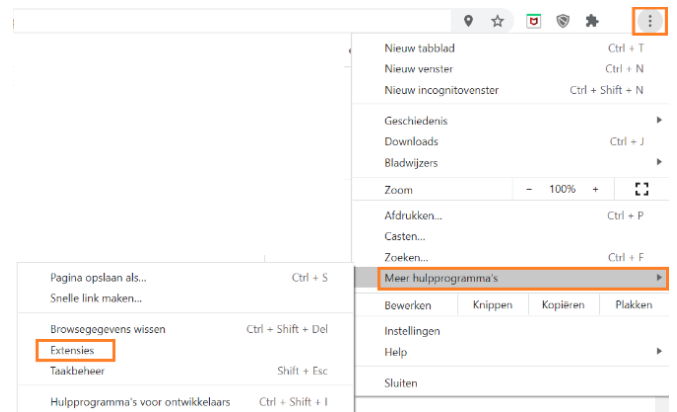 Nieuw tabblad Ctrl + T
Nieuw venster Ctrl + N
Nieuw incognitovenster Ctrl + Shift + N
Geschiedenis
Downloads Ctrl + J
Bladwijzers
Zoom - 100% +
Afdrukken... Ctrl + P
Casten...
Zoeken... Ctrl + F
Meer hulpprogramma's
Bewerken Knippen Kopiëren Plakken
Instellingen
Help
Sluiten
Pagina opslaan als... Ctrl + S
Snelle link maken...
Browsegegevens wissen Ctrl + Shift + Del
Extensies
Taakbeheer Shift + Esc
Hulpprogramma's voor ontwikkelaars Ctrl + Shift + I